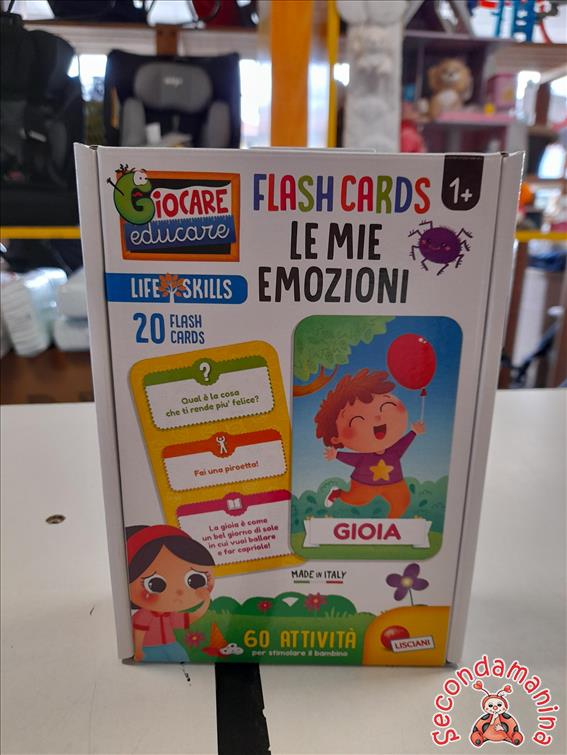 GIOCARE
educare
FLASH CARDS
1+
LE MIE
EMOZIONI
LIFE SKILLS
20 FLASH
CARDS
?
Qual è la cosa
che ti rende piu' felice?
Fai una piroetta!
La gioia è come
un bel giorno di sole
in cui vuoi ballare
e far capriole!
GIOIA
MADE IN ITALY
60 ATTIVITÀ
per stimolare il bambino
LISCIANI
Secondamanina